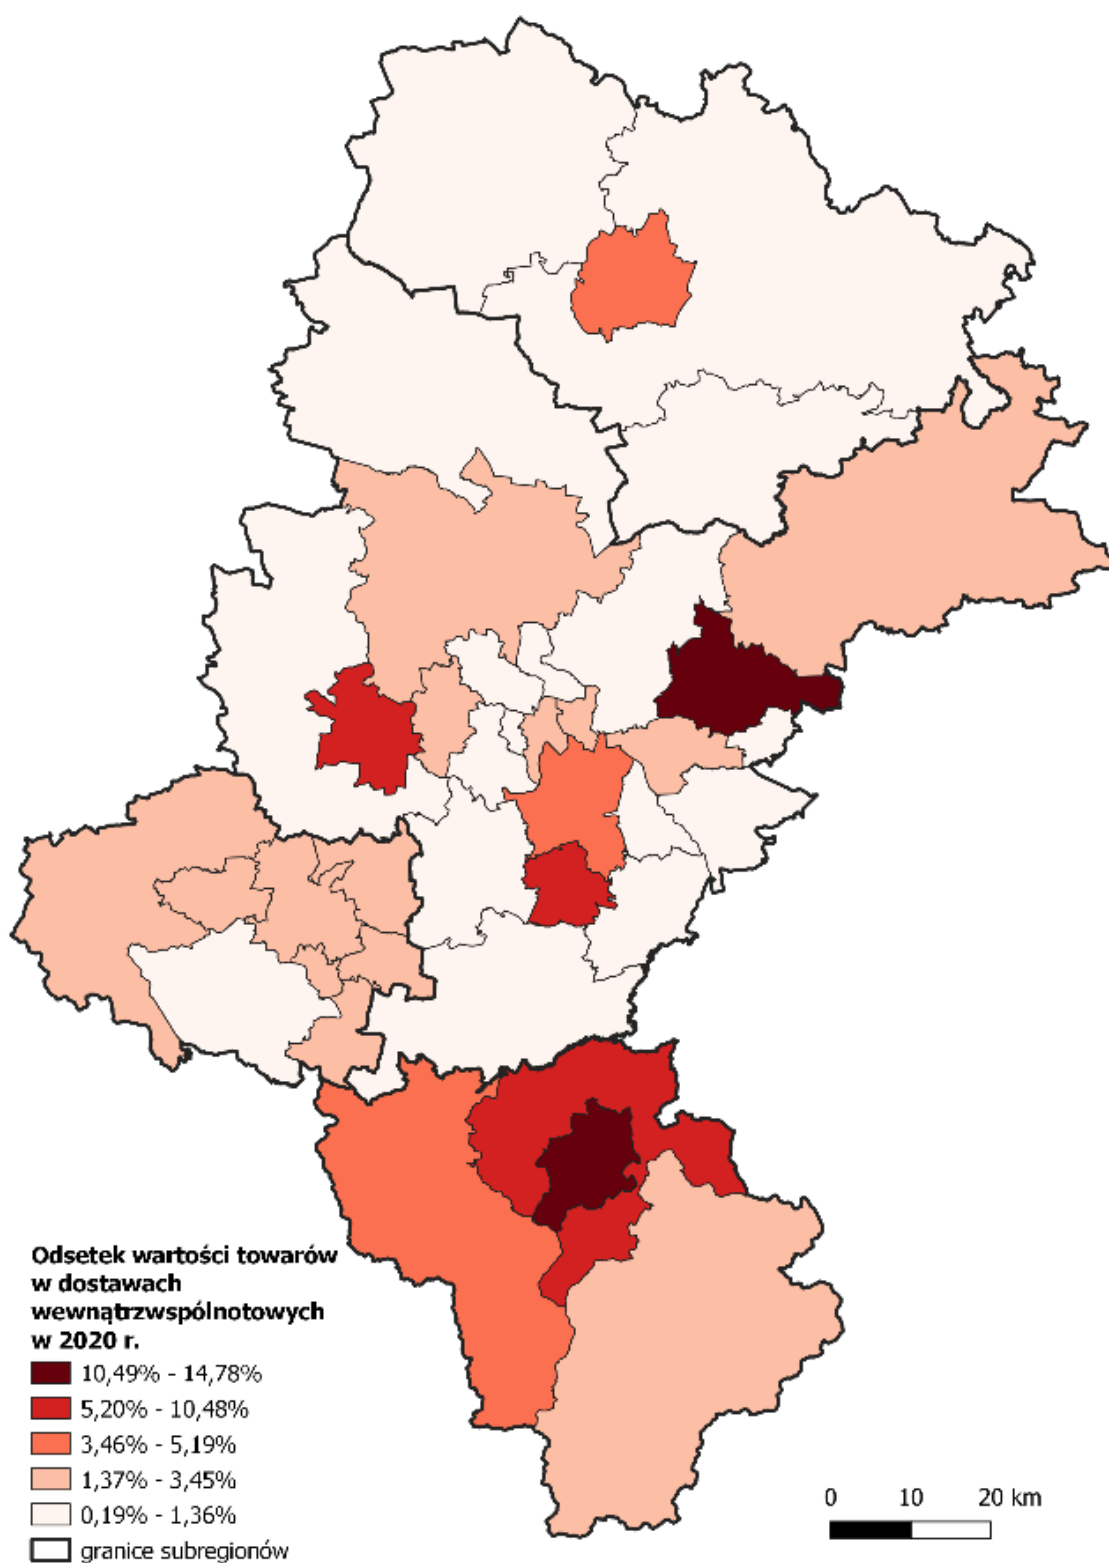 Odsetek wartości towarów
w dostawach
wewnątrzwspólnotowych
w 2020 r.
10,49% - 14,78%
5,20% - 10,48%
3,46% - 5,19%
1,37% - 3,45%
0,19% - 1,36%
granice subregionów
0 10 20 km